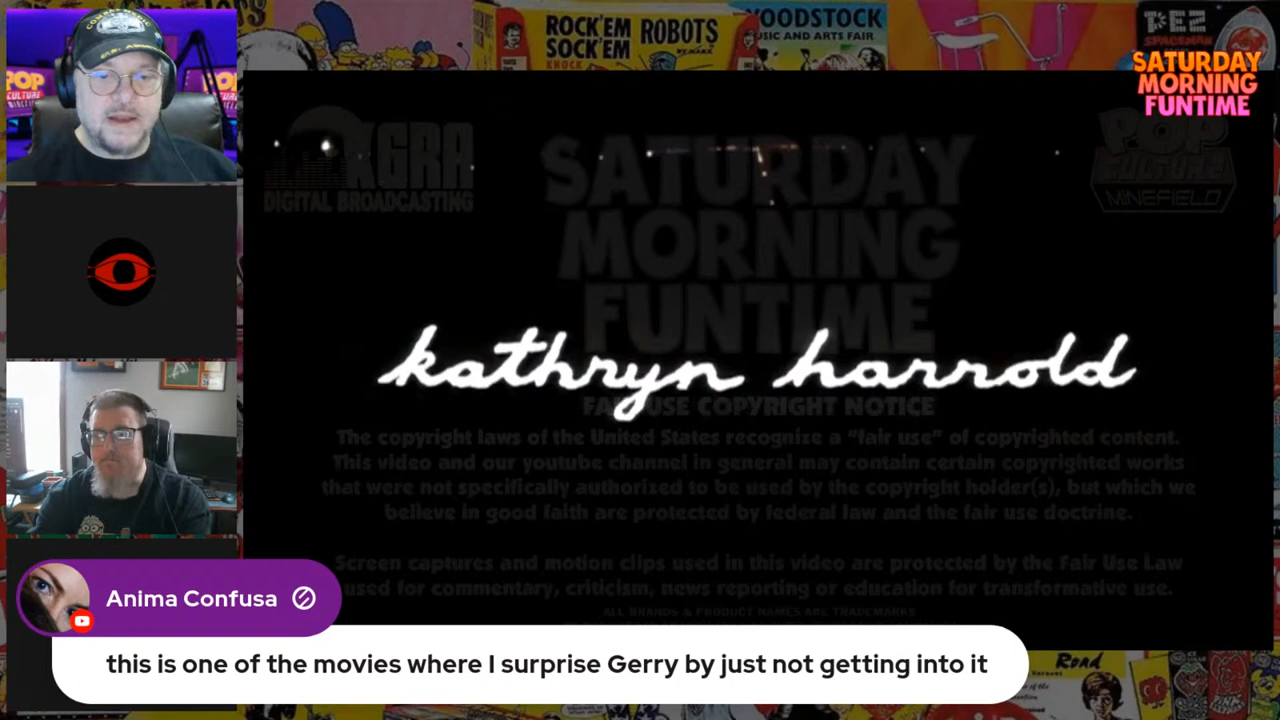 ROCK'EM ROBOTS
SOCK'EM
KNOCK
WOODSTOCK
MUSIC AND ARTS FAIR
PEZ
SPACEMAN
SATURDAY
MORNING
FUNTIME
POP
CULTURE
KGRA
DIGITAL BROADCASTING
SATURDAY
MORNING
FUNTIME
POP
CULTURE
MINEFIELD
kathryn harrold
FAIR USE COPYRIGHT NOTICE
The copyright laws of the United States recognize a "fair use" of copyrighted content.
This video and our youtube channel in general may contain certain copyrighted works
that were not specifically authorized to be used by the copyright holder(s), but which we
believe in good faith are protected by federal law and the fair use doctrine.
Screen captures and motion clips used in this video are protected by the Fair Use Law
used for commentary, criticism, news reporting or education for transformative use.
ALL BRANDS & PRODUCT NAMES ARE TRADEMARKS
Anima Confusa
this is one of the movies where I surprise Gerry by just not getting into it
Road